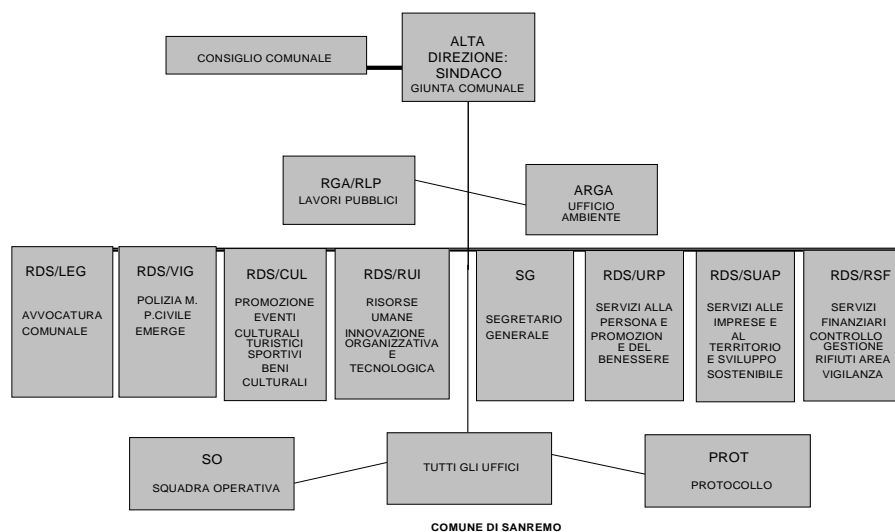 CONSIGLIO COMUNALE
ALTA
DIREZIONE:
SINDACO
GIUNTA COMUNALE
RGA/RLP
LAVORI PUBBLICI
ARGA
UFFICIO
AMBIENTE
RDS/LEG
AVVOCATURA
COMUNALE
RDS/VIG
POLIZIA M.
P.CIVILE
EMERGE
RDS/CUL
PROMOZIONE
EVENTI
CULTURALI
TURISTICI
SPORTIVI
BENI
CULTURALI
RDS/RUI
RISORSE
UMANE
INNOVAZIONE
ORGANIZZATIVA
E
TECNOLOGICA
SG
SEGRETARIO
GENERALE
RDS/URP
SERVIZI ALLA
PERSONA E
PROMOZION
E DEL
BENESSERE
RDS/SUAP
SERVIZI ALLE
IMPRESE E
AL
TERRITORIO
E SVILUPPO
SOSTENIBILE
RDS/RSF
SERVIZI
FINANZIARI
CONTROLLO
GESTIONE
RIFIUTI AREA
VIGILANZA
SO
SQUADRA OPERATIVA
TUTTI GLI UFFICI
PROT
PROTOCOLLO
COMUNE DI SANREMO